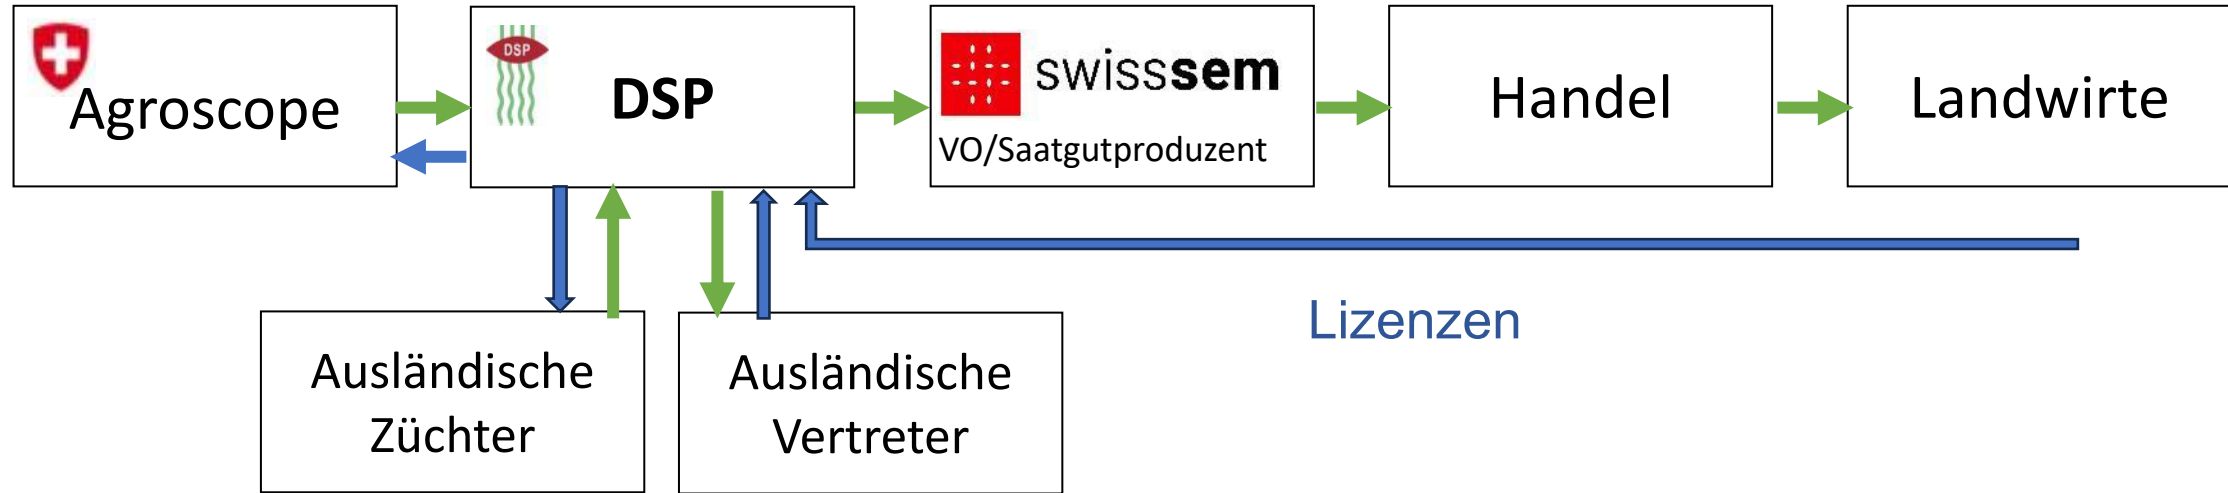 Agroscope
DSP
DSP
swisssem
VO/Saatgutproduzent
Handel
Landwirte
Lizenzen
Ausländische
Züchter
Ausländische
Vertreter